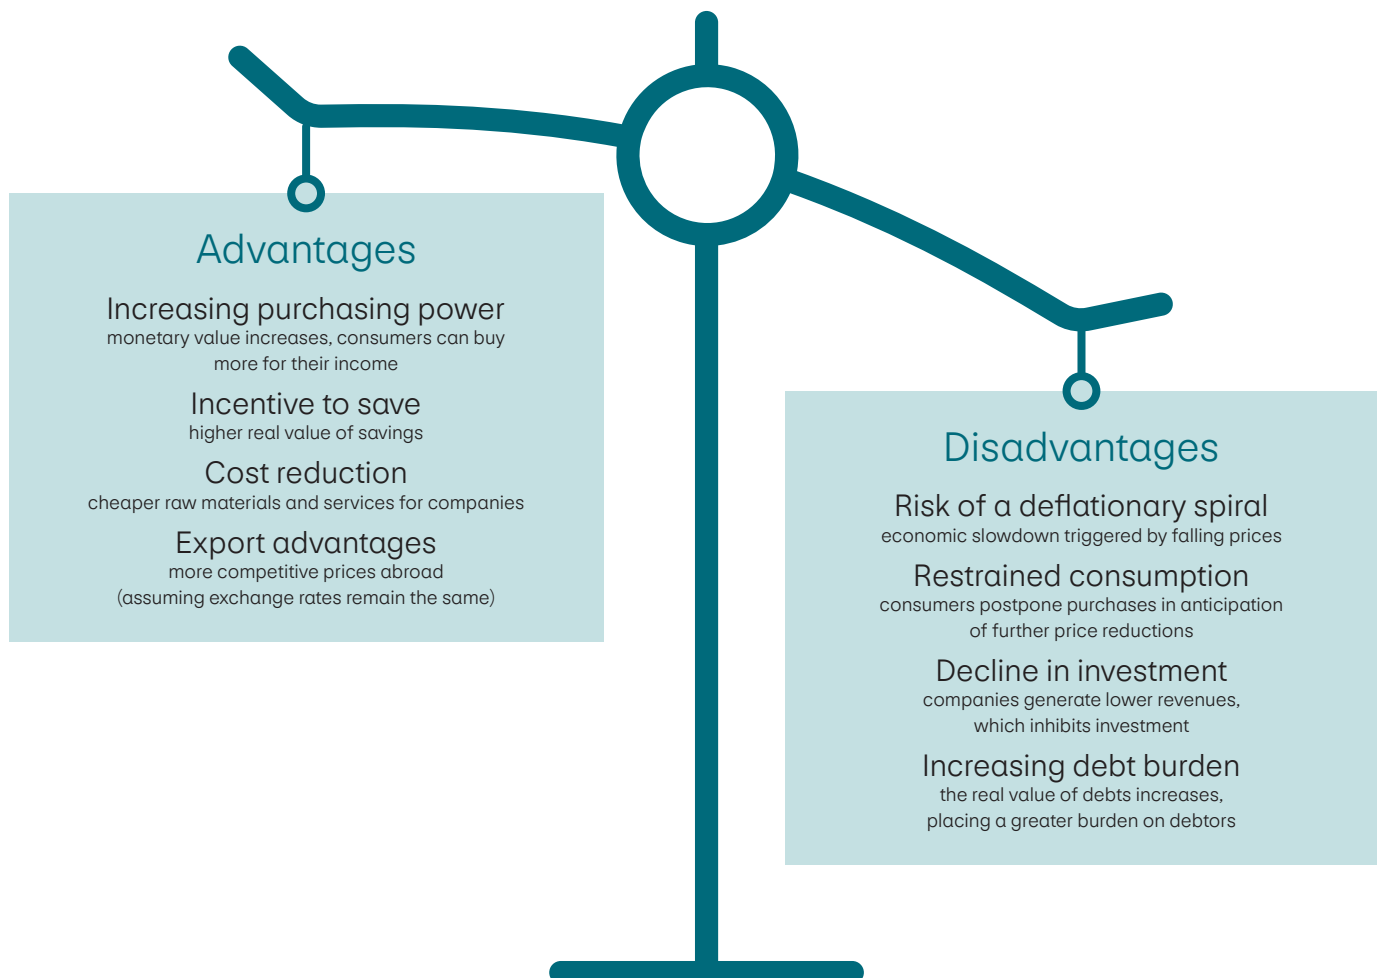 Advantages
Increasing purchasing power
monetary value increases, consumers can buy
more for their income
Incentive to save
higher real value of savings
Cost reduction
cheaper raw materials and services for companies
Export advantages
more competitive prices abroad
(assuming exchange rates remain the same)
Disadvantages
Risk of a deflationary spiral
economic slowdown triggered by falling prices
Restrained consumption
consumers postpone purchases in anticipation
of further price reductions
Decline in investment
companies generate lower revenues,
which inhibits investment
Increasing debt burden
the real value of debts increases,
placing a greater burden on debtors